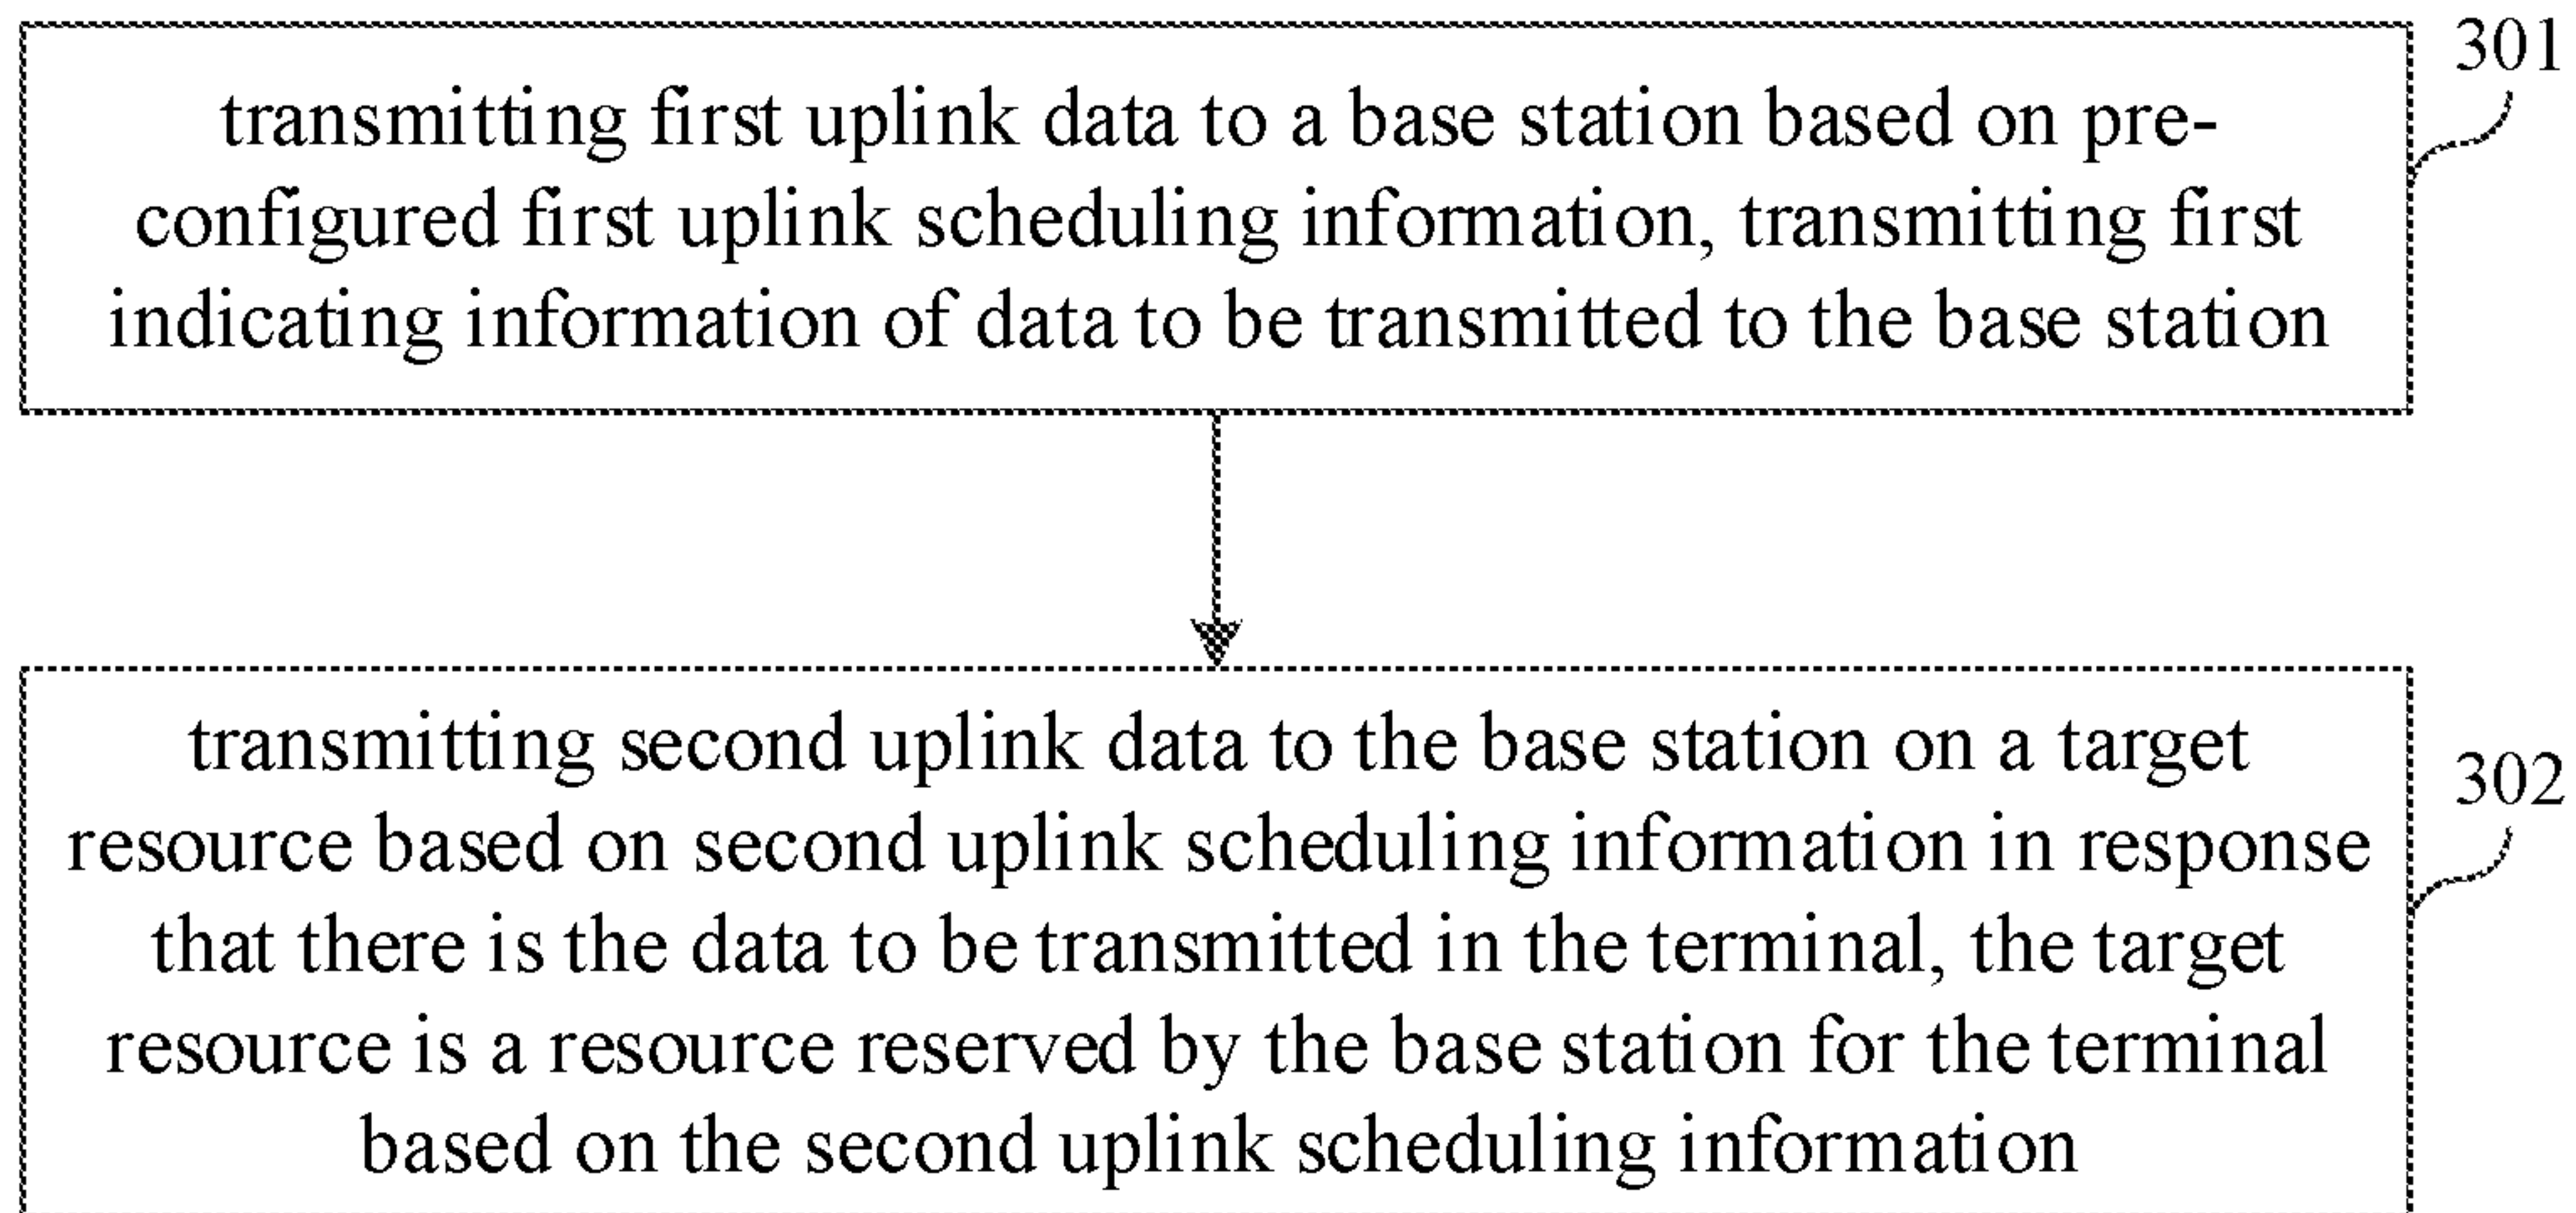 301
transmitting first uplink data to a base station based on pre-
configured first uplink scheduling information, transmitting first
indicating information of data to be transmitted to the base station
302
transmitting second uplink data to the base station on a target
resource based on second uplink scheduling information in response
that there is the data to be transmitted in the terminal, the target
resource is a resource reserved by the base station for the terminal
based on the second uplink scheduling information